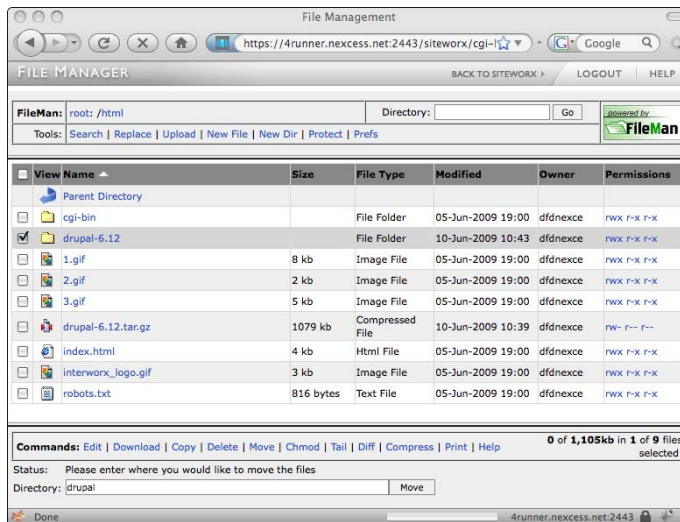 File Management
https://4runner.nexcess.net:2443/siteworx/cgi-
Google
FILE MANAGER
BACK TO SITEWORX
LOGOUT
HELP
FileMan: root: /html
Directory:
Go
powered by
FileMan
Tools: Search | Replace | Upload | New File | New Dir | Protect | Prefs
View Name Size File Type Modified Owner Permissions
Parent Directory
cgi-bin File Folder 05-Jun-2009 19:00 dfdnexce rwx r-x r-x
drupal-6.12 File Folder 10-Jun-2009 10:43 dfdnexce rwx r-x r-x
1.gif 8 kb Image File 05-Jun-2009 19:00 dfdnexce rwx r-x r-x
2.gif 2 kb Image File 05-Jun-2009 19:00 dfdnexce rwx r-x r-x
3.gif 5 kb Image File 05-Jun-2009 19:00 dfdnexce rwx r-x r-x
drupal-6.12.tar.gz 1079 kb Compressed File 10-Jun-2009 10:39 dfdnexce rw- r-- r--
index.html 4 kb Html File 05-Jun-2009 19:00 dfdnexce rwx r-x r-x
interworx_logo.gif 3 kb Image File 05-Jun-2009 19:00 dfdnexce rwx r-x r-x
robots.txt 816 bytes Text File 05-Jun-2009 19:00 dfdnexce rwx r-x r-x
Commands: Edit | Download | Copy | Delete | Move | Chmod | Tail | Diff | Compress | Print | Help
0 of 1,105kb in 1 of 9 files
selected
Status: Please enter where you would like to move the files
Directory: drupal
Move
Done
4runner.nexcess.net:2443